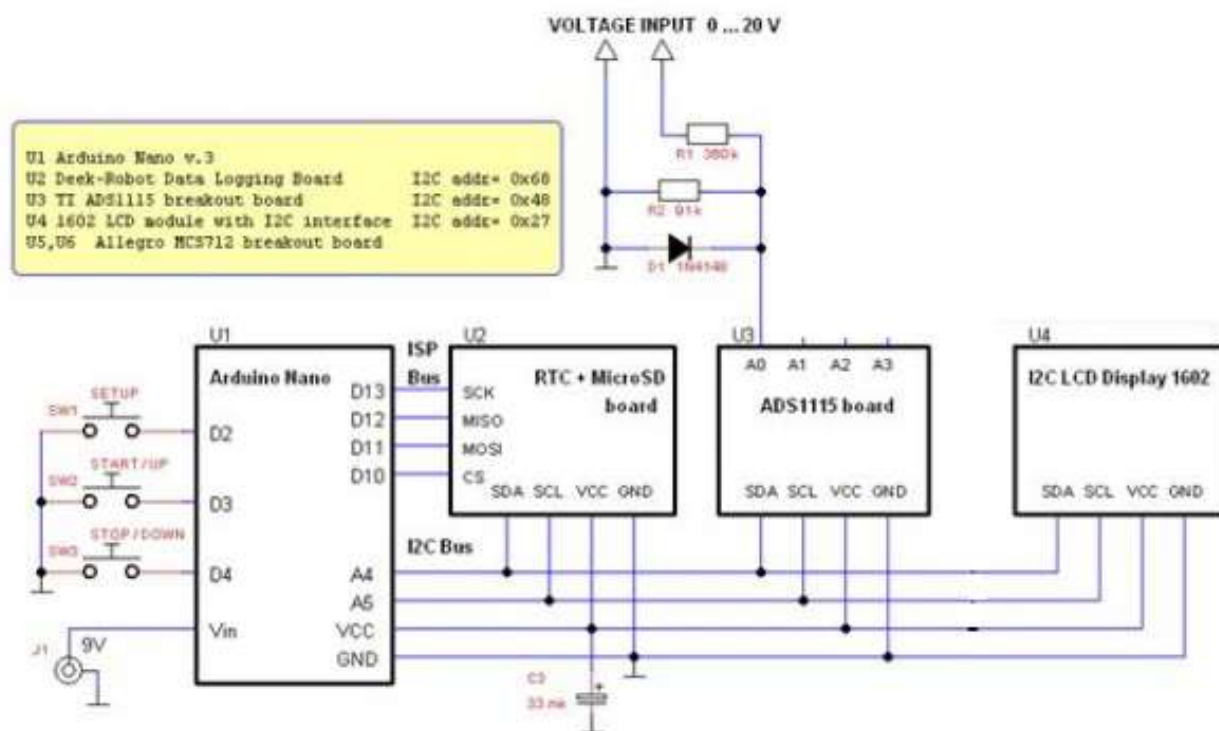 VOLTAGE INPUT 0 ... 20 V
R1 360k
R2 91k
D1 1N4148
U1 Arduino Nano v.3
U2 Deek-Robot Data Logging Board I2C addr= 0x68
U3 TI ADS1115 breakout board I2C addr= 0x48
U4 1602 LCD module with I2C interface I2C addr= 0x27
U5,U6 Allegro MCS712 breakout board
U1
Arduino Nano
D13
D12
D11
D10
D2
D3
D4
A4
A5
Vin
VCC
GND
ISP
Bus
I2C Bus
SETUP
SW1
START/UP
SW2
STOP/DOWN
SW3
J1
9V
U2
RTC + MicroSD
board
SCK
MISO
MOSI
CS
SDA SCL VCC GND
C3
U3
A0 A1 A2 A3
ADS1115 board
SDA SCL VCC GND
U4
I2C LCD Display 1602
SDA SCL VCC GND